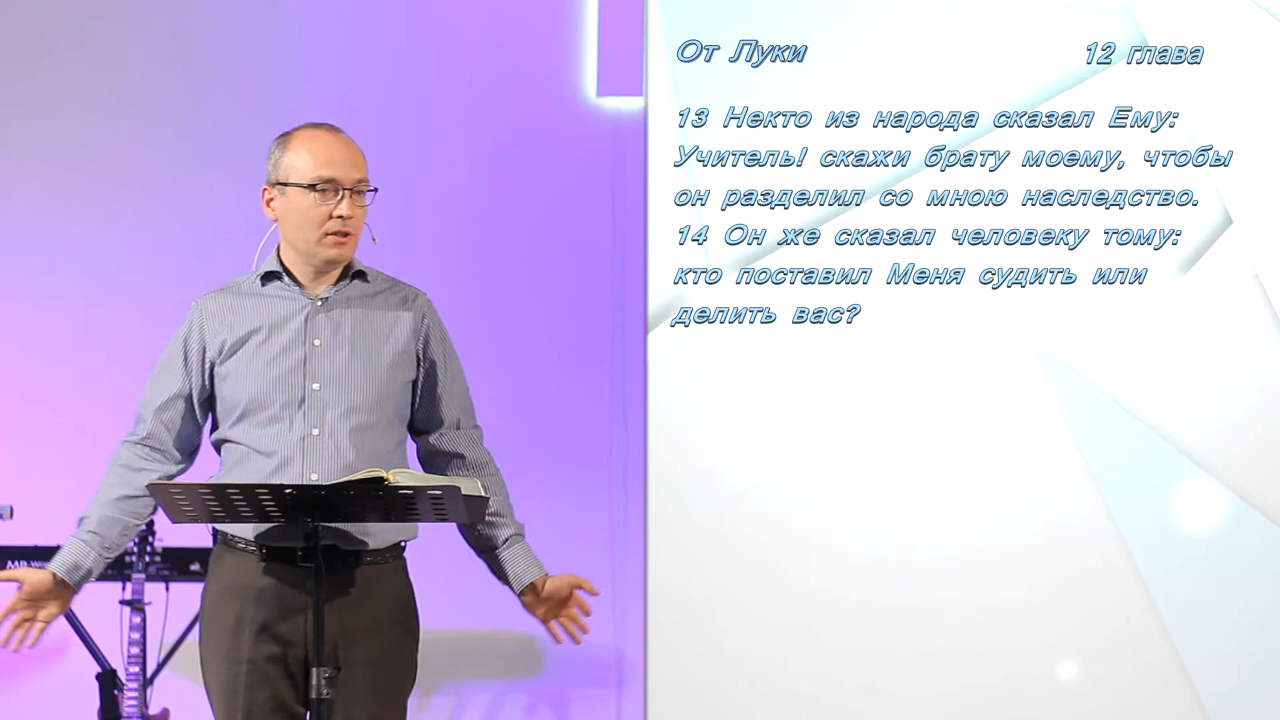 От Луки 12 глава
13 Некто из народа сказал Ему:
Учитель! скажи брату моему, чтобы
он разделил со мною наследство.
14 Он же сказал человеку тому:
кто поставил Меня судить или
делить вас?